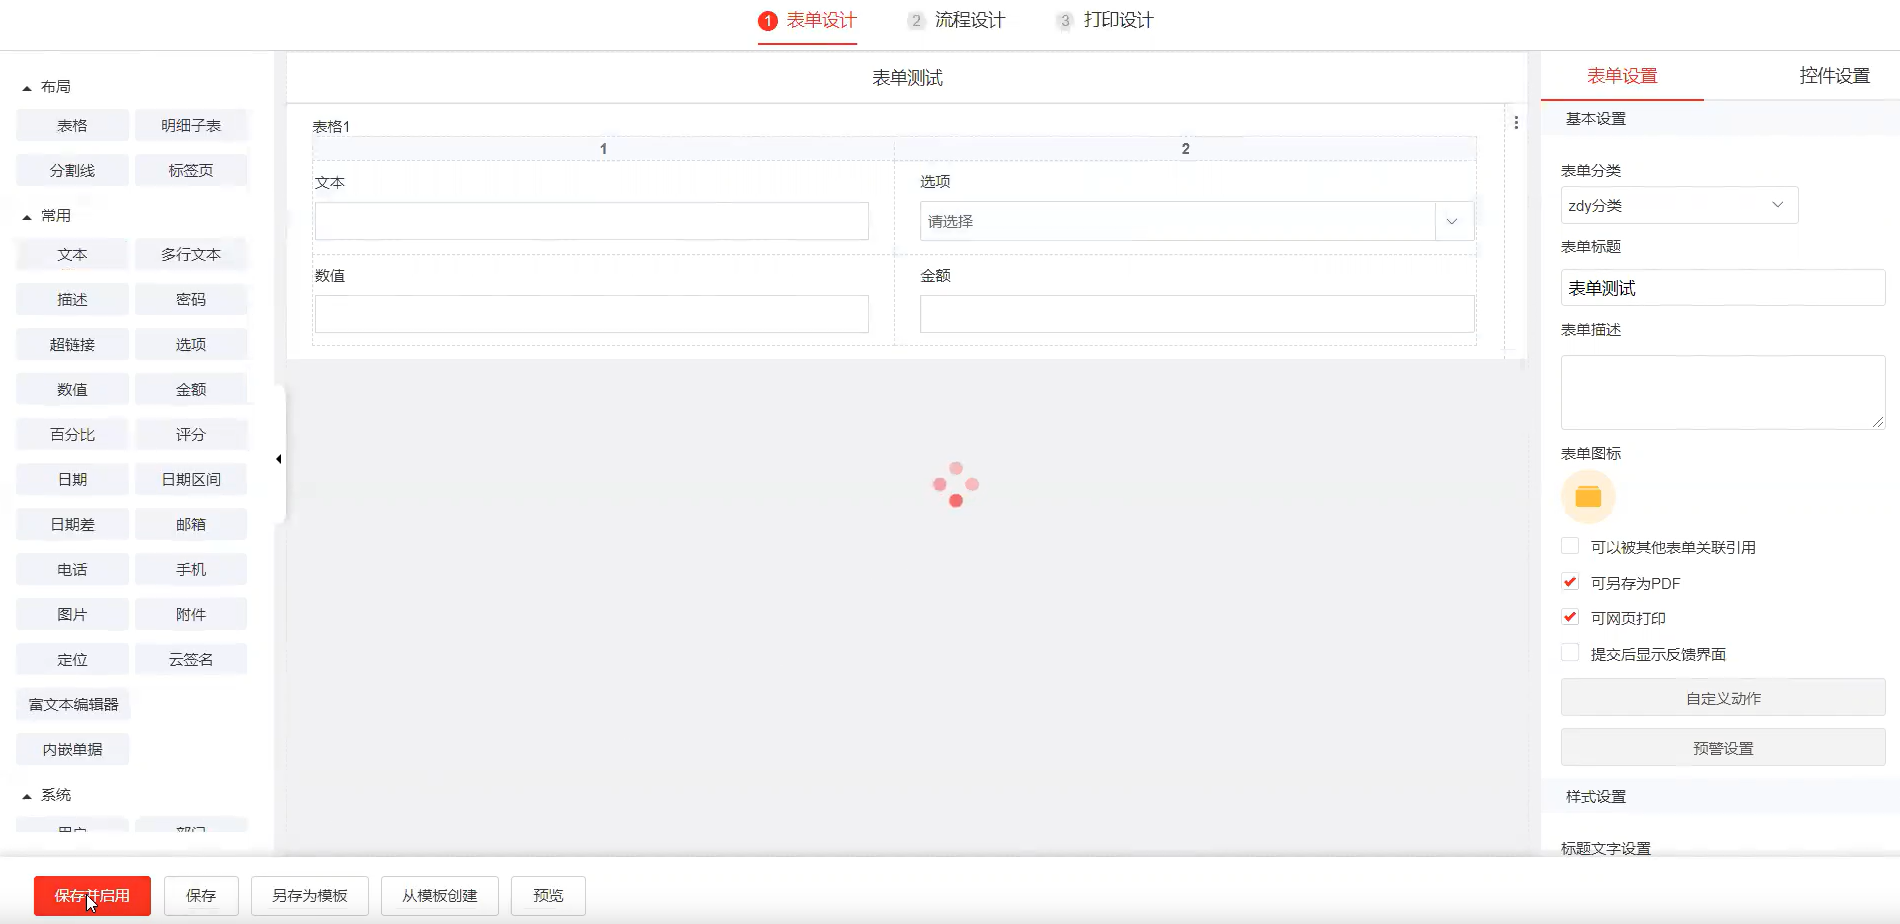 1 表单设计 2 流程设计 3 打印设计
布局
表格 明细子表
分割线 标签页
常用
文本 多行文本
描述 密码
超链接 选项
数值 金额
百分比 评分
日期 日期区间
日期差 邮箱
电话 手机
图片 附件
定位 云签名
富文本编辑器
内嵌单据
系统
表单测试
表格1
1 2
文本 选项
请选择
数值 金额
表单设置 控件设置
基本设置
表单分类
zdy分类
表单标题
表单测试
表单描述
表单图标
可以被其他表单关联引用
可另存为PDF
可网页打印
提交后显示反馈界面
自定义动作
预警设置
样式设置
标题文字设置
保存并启用 保存 另存为模板 从模板创建 预览